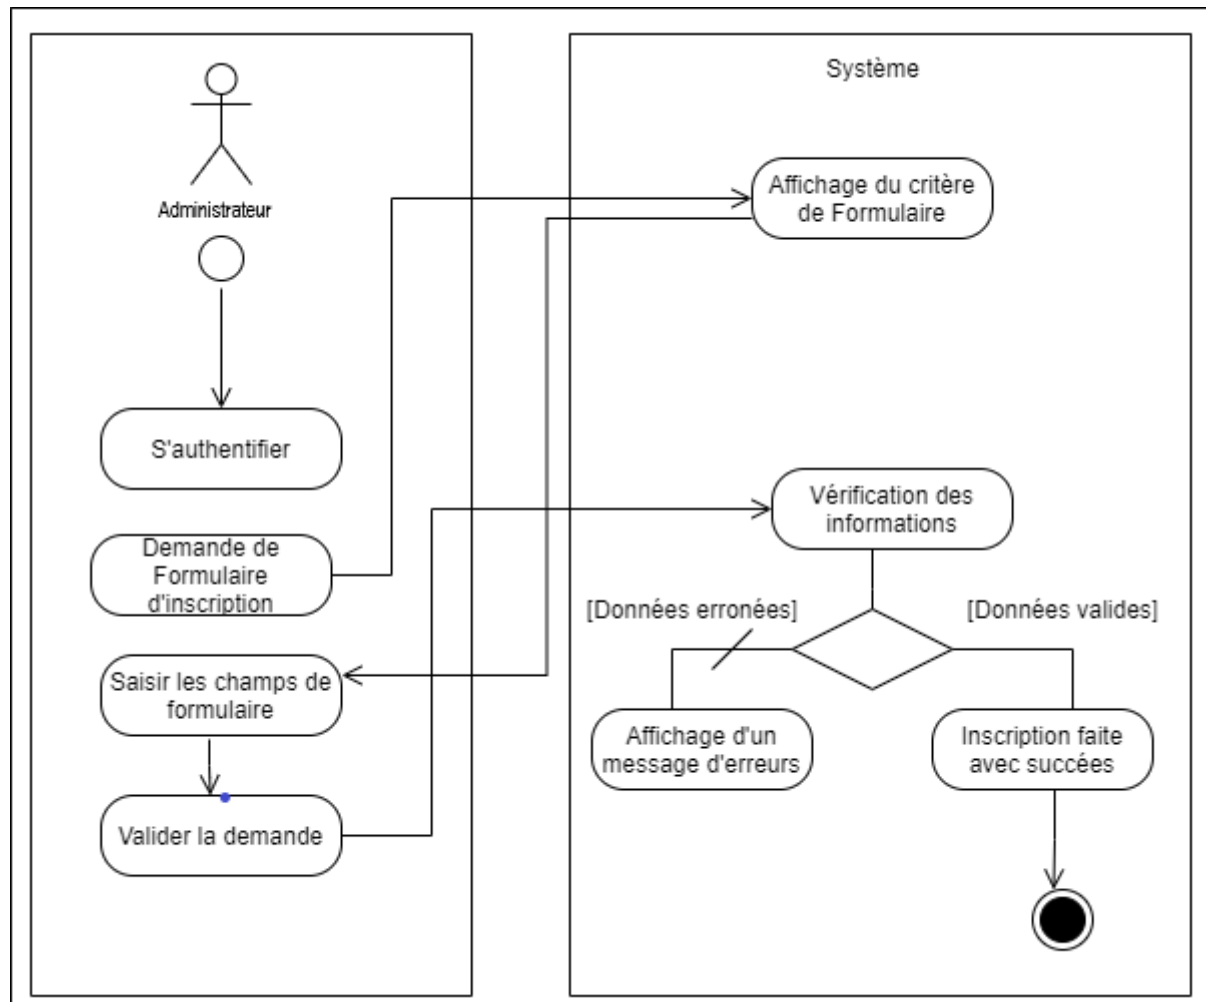 Système
Affichage du critère
de Formulaire
Administrateur
S'authentifier
Vérification des
informations
Demande de
Formulaire
d'inscription
[Données erronées]
[Données valides]
Saisir les champs de
formulaire
Affichage d'un
message d'erreurs
Inscription faite
avec succées
Valider la demande